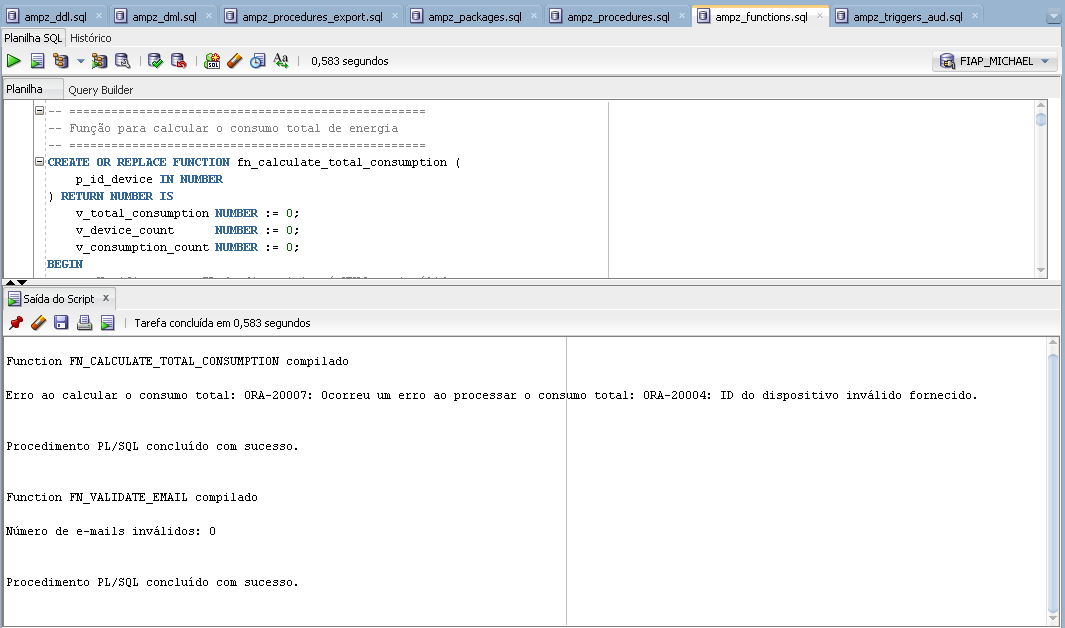 ampz_ddl.sql × ampz_dml.sql × ampz_procedures_export.sql × ampz_packages.sql × ampz_procedures.sql × ampz_functions.sql × ampz_triggers_aud.sql ×
Planilha SQL Histórico
0,583 segundos FIAP_MICHAEL
Planilha Query Builder
-- ===================================================
-- Função para calcular o consumo total de energia
-- ===================================================
CREATE OR REPLACE FUNCTION fn_calculate_total_consumption (
p_id_device IN NUMBER
) RETURN NUMBER IS
v_total_consumption NUMBER := 0;
v_device_count NUMBER := 0;
v_consumption_count NUMBER := 0;
BEGIN
Saída do Script x
Tarefa concluída em 0,583 segundos
Function FN_CALCULATE_TOTAL_CONSUMPTION compilado
Erro ao calcular o consumo total: ORA-20007: Ocorreu um erro ao processar o consumo total: ORA-20004: ID do dispositivo inválido fornecido.
Procedimento PL/SQL concluído com sucesso.
Function FN_VALIDATE_EMAIL compilado
Número de e-mails inválidos: 0
Procedimento PL/SQL concluído com sucesso.